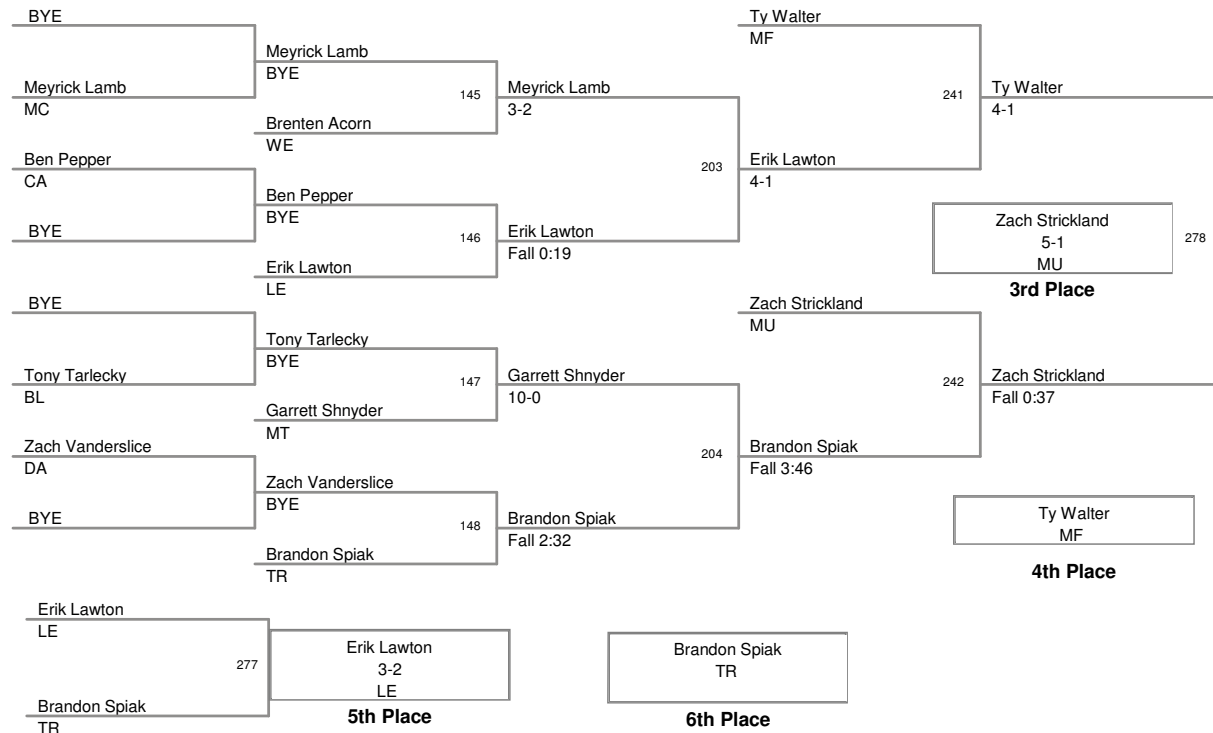 BYE
Meyrick Lamb
MC
Ben Pepper
CA
BYE
BYE
Tony Tarlecky
BL
Zach Vanderslice
DA
BYE
Meyrick Lamb
BYE
145
Brenten Acorn
WE
Ben Pepper
BYE
146
Erik Lawton
LE
Tony Tarlecky
BYE
147
Garrett Shnyder
MT
Zach Vanderslice
BYE
148
Brandon Spiak
TR
Meyrick Lamb
3-2
203
Erik Lawton
Fall 0:19
Garrett Shnyder
10-0
204
Brandon Spiak
Fall 2:32
Ty Walter
MF
241
Erik Lawton
4-1
Zach Strickland
MU
242
Brandon Spiak
Fall 3:46
Ty Walter
4-1
Zach Strickland
5-1
MU
278
3rd Place
Zach Strickland
Fall 0:37
Ty Walter
MF
4th Place
Erik Lawton
LE
277
Brandon Spiak
TR
Erik Lawton
3-2
LE
5th Place
Brandon Spiak
TR
6th Place